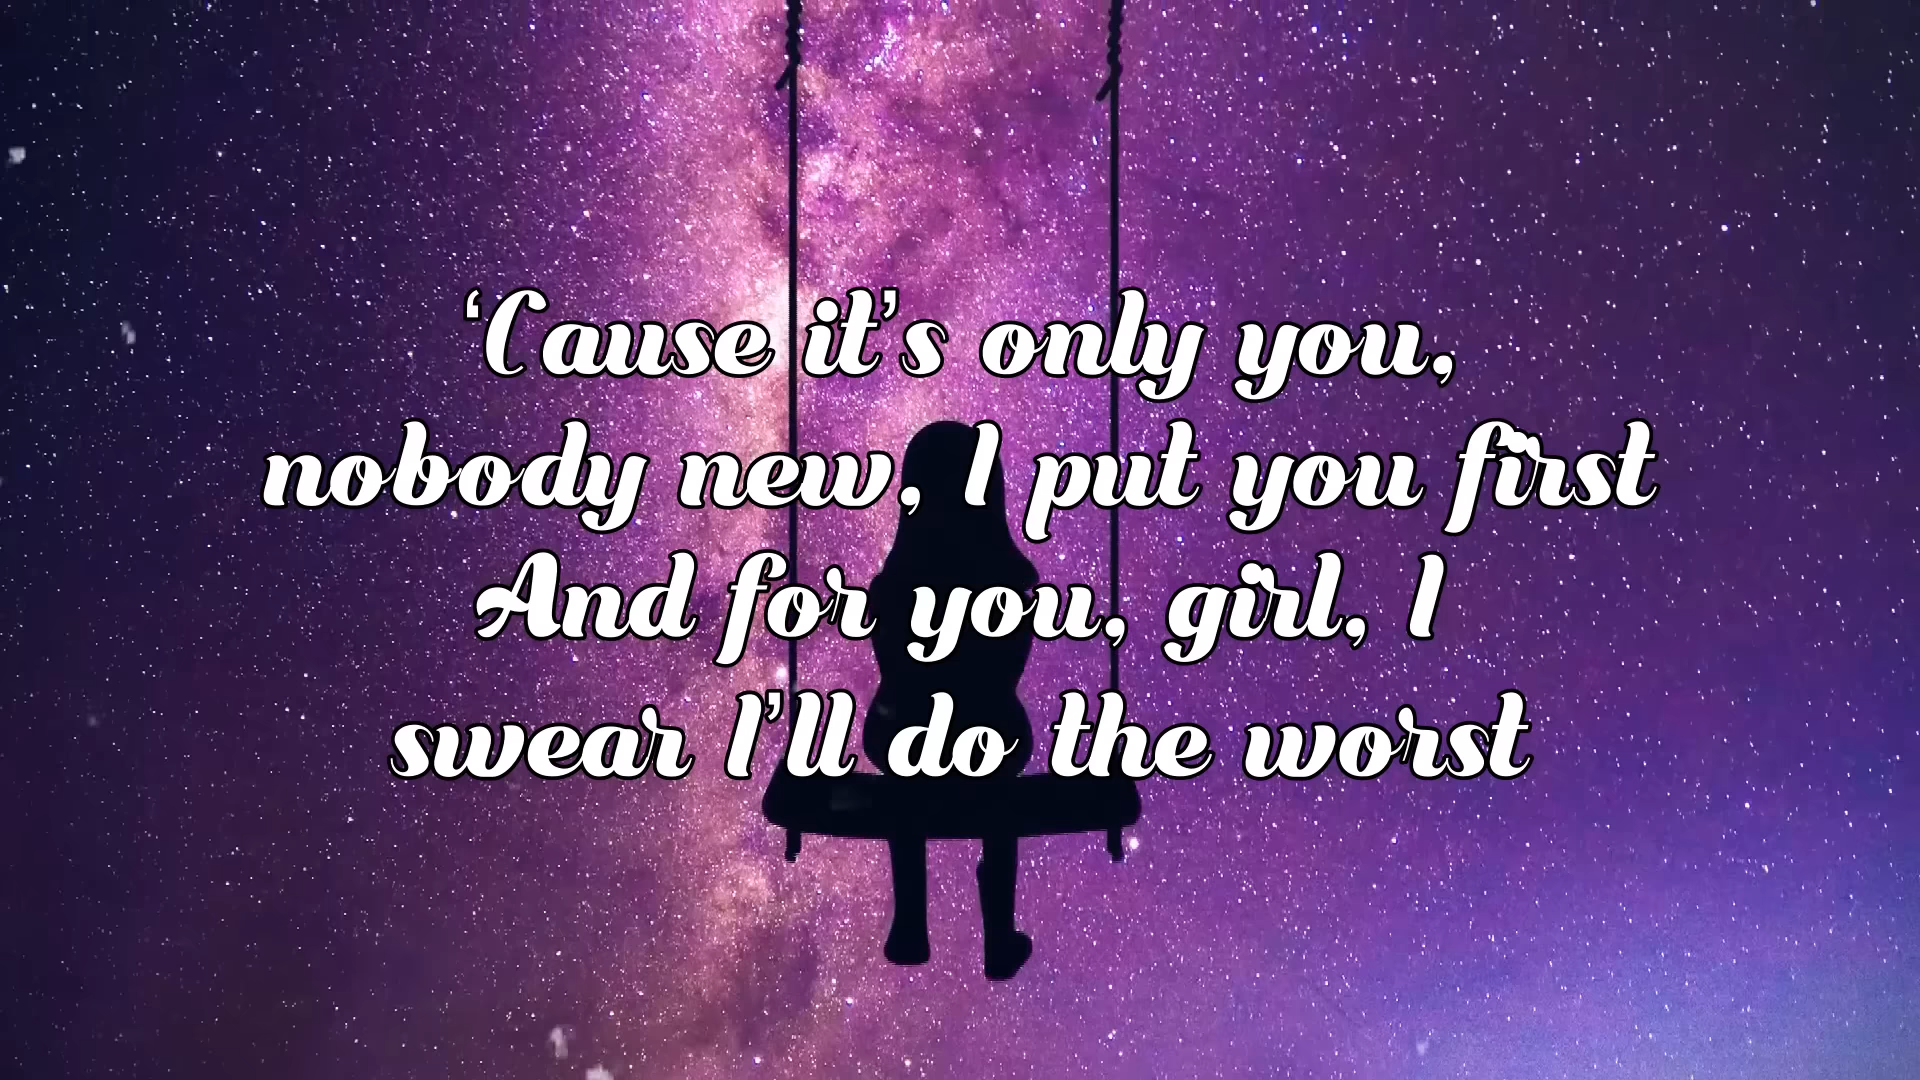 ‘Cause it’s only you,
nobody new, I put you first
And for you, girl, I
swear I’ll do the worst